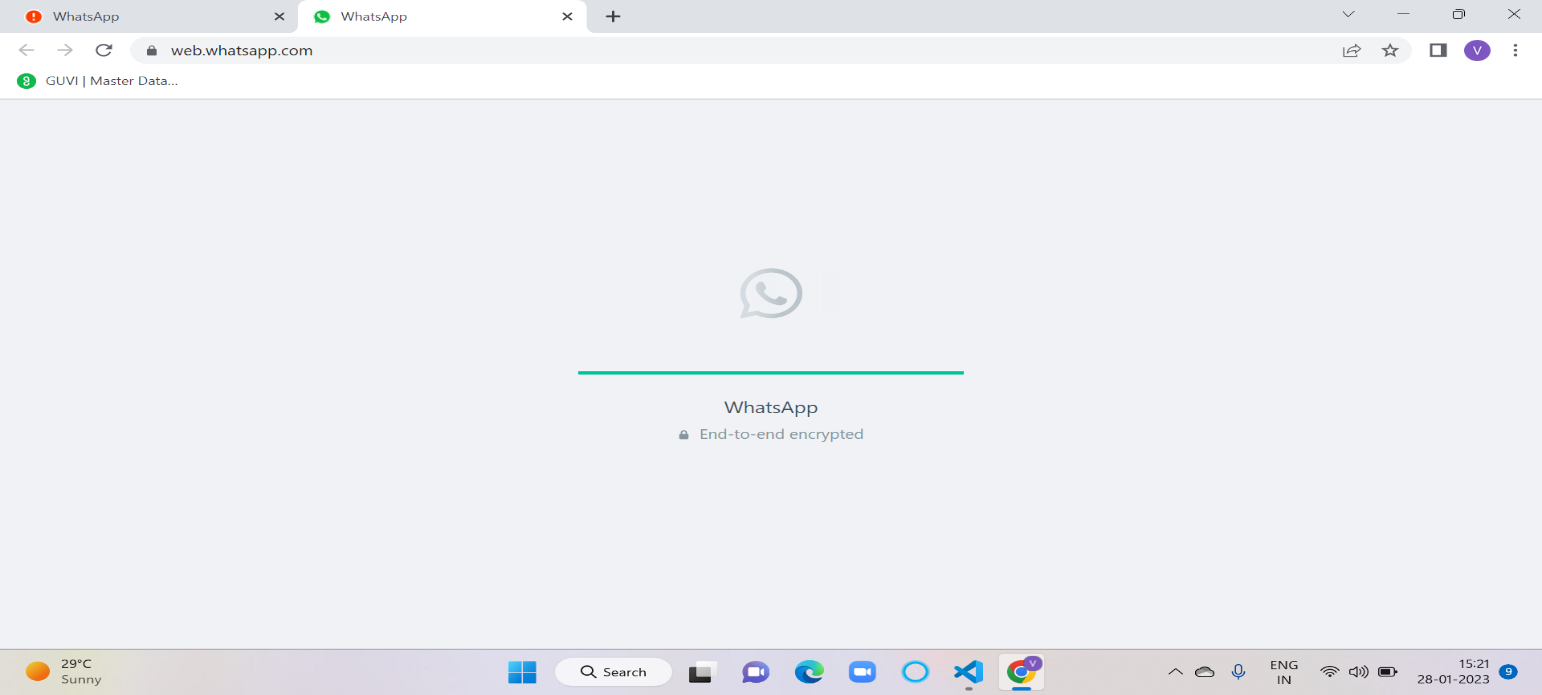 WhatsApp
WhatsApp
web.whatsapp.com
V
GUVI | Master Data...
WhatsApp
End-to-end encrypted
29°C
Sunny
Search
V
ENG
IN
15:21
28-01-2023
9